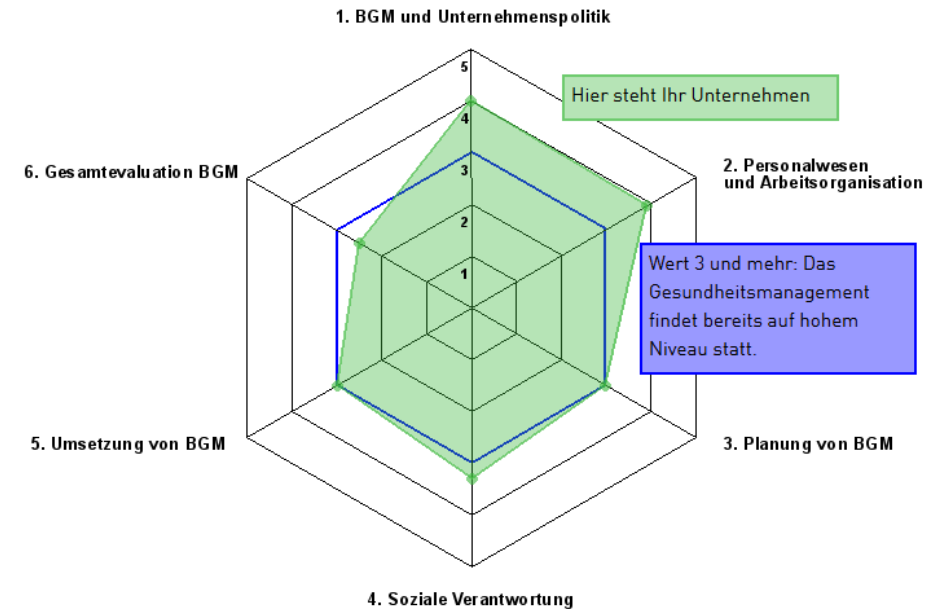 1. BGM und Unternehmenspolitik
5
Hier steht Ihr Unternehmen
4
6. Gesamtevaluation BGM
3
2. Personalwesen
und Arbeitsorganisation
2
Wert 3 und mehr: Das
Gesundheitsmanagement
findet bereits auf hohem
Niveau statt.
1
5. Umsetzung von BGM
3. Planung von BGM
4. Soziale Verantwortung